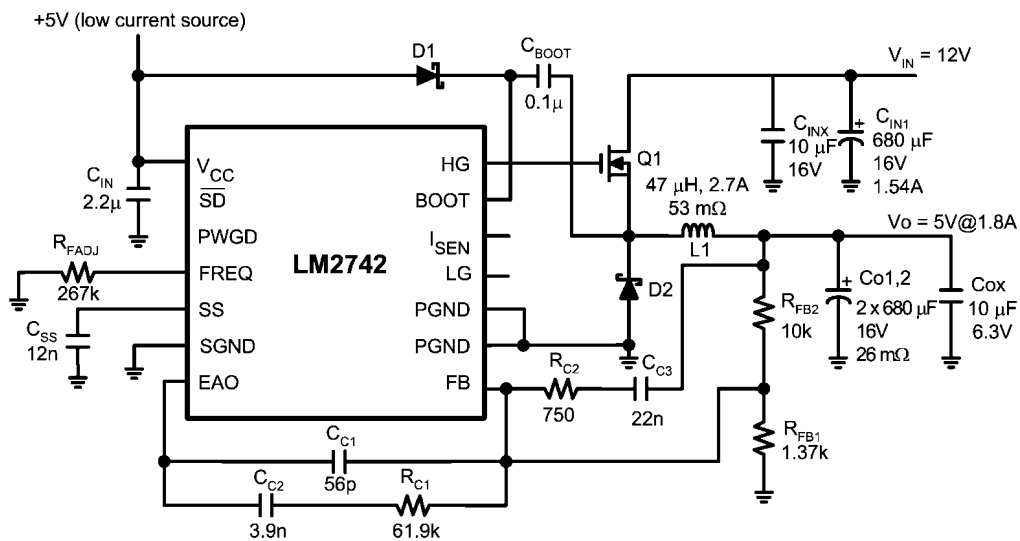 +5V (low current source)
D1
CBOOT
0.1μ
VIN = 12V
CINX
10 μF
16V
CIN1
+
680 μF
16V
1.54A
VCC
SD
PWGD
FREQ
SS
SGND
EAO
LM2742
HG
BOOT
ISEN
LG
PGND
PGND
FB
CIN
2.2μ
RFADJ
267k
CSS
12n
Q1
47 μH, 2.7A
53 mΩ
L1
Vo = 5V@1.8A
D2
RFB2
10k
+
Co1,2
2 x 680 μF
16V
26 mΩ
Cox
10 μF
6.3V
RC2
750
CC3
22n
RFB1
1.37k
CC1
56p
CC2
3.9n
RC1
61.9k